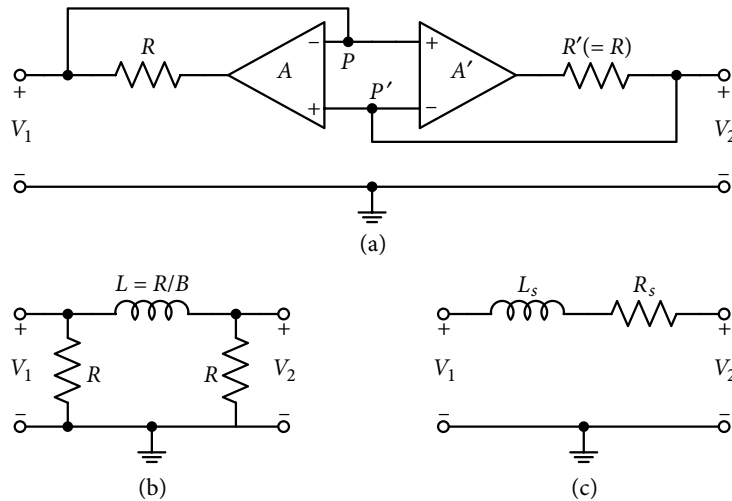 R
−
P
+
A
A′
R′(= R)
+
P′
−
+
V₁
+
V₂
−
−
(a)
L = R/B
+
V₁
R
R
+
V₂
−
−
(b)
Lₛ
Rₛ
+
V₁
+
V₂
−
−
(c)